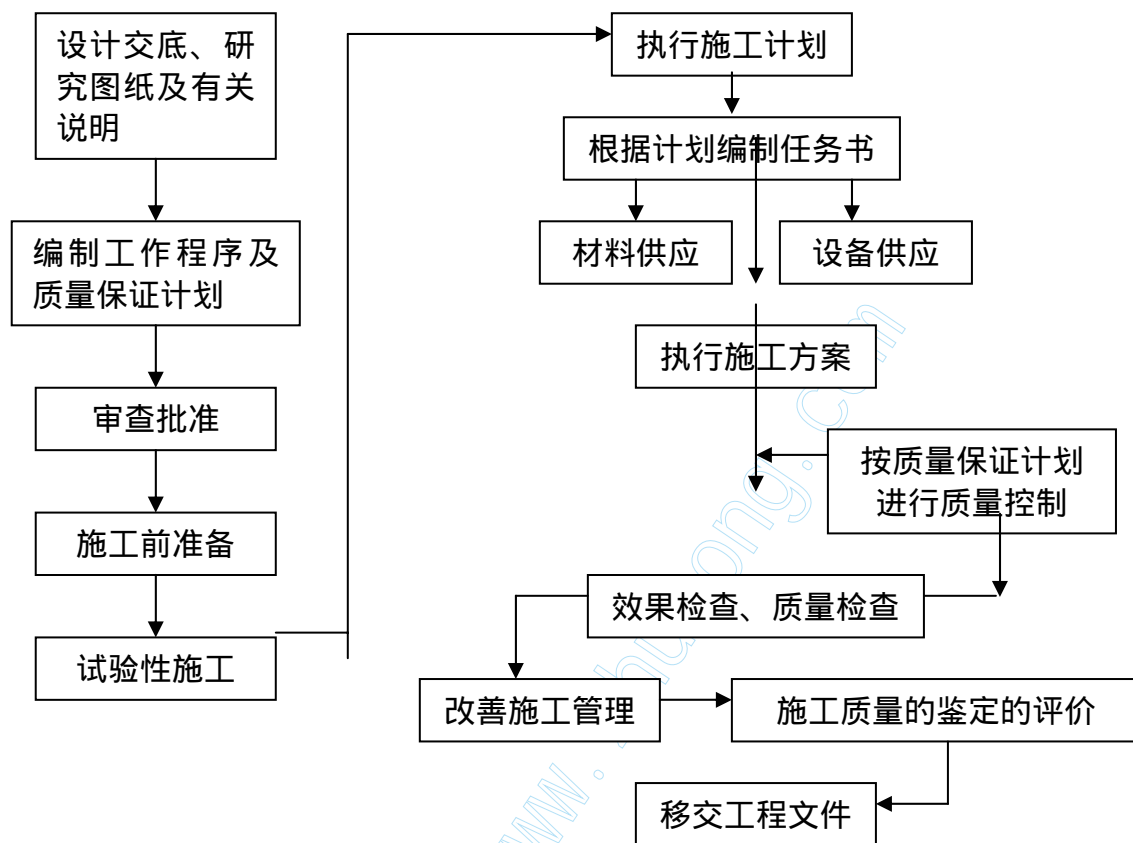 设计交底、研
究图纸及有关
说明
编制工作程序及
质量保证计划
审查批准
施工前准备
试验性施工
执行施工计划
根据计划编制任务书
材料供应
设备供应
执行施工方案
按质量保证计划
进行质量控制
效果检查、质量检查
改善施工管理
施工质量的鉴定的评价
移交工程文件